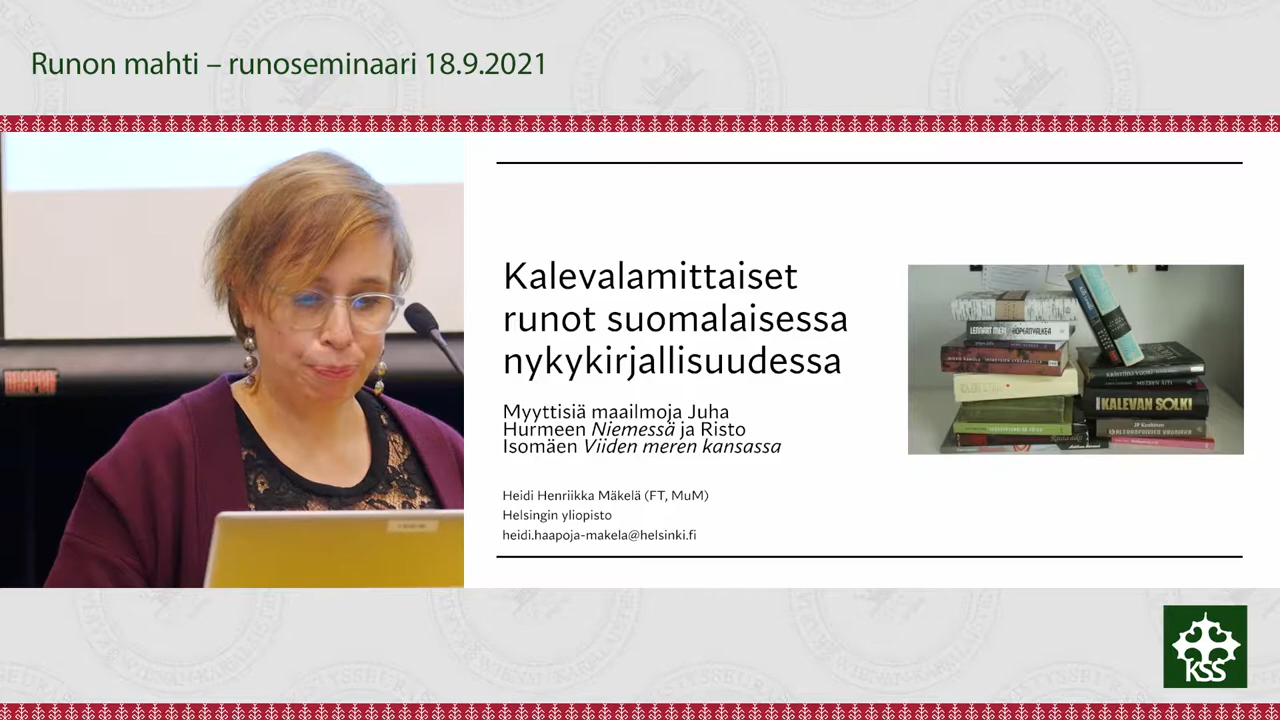 Runon mahti – runoseminaari 18.9.2021
Kalevalamittaiset
runot suomalaisessa
nykykirjallisuudessa
Myyttisiä maailmoja Juha
Hurmeen Niemessä ja Risto
Isomäen Viiden meren kansassa
Heidi Henriikka Mäkelä (FT, MuM)
Helsingin yliopisto
heidi.haapoja-makela@helsinki.fi
LENNART MERI HOPEANVALKEA
KALEVAN SOLKI
JP Koskinen
KSS